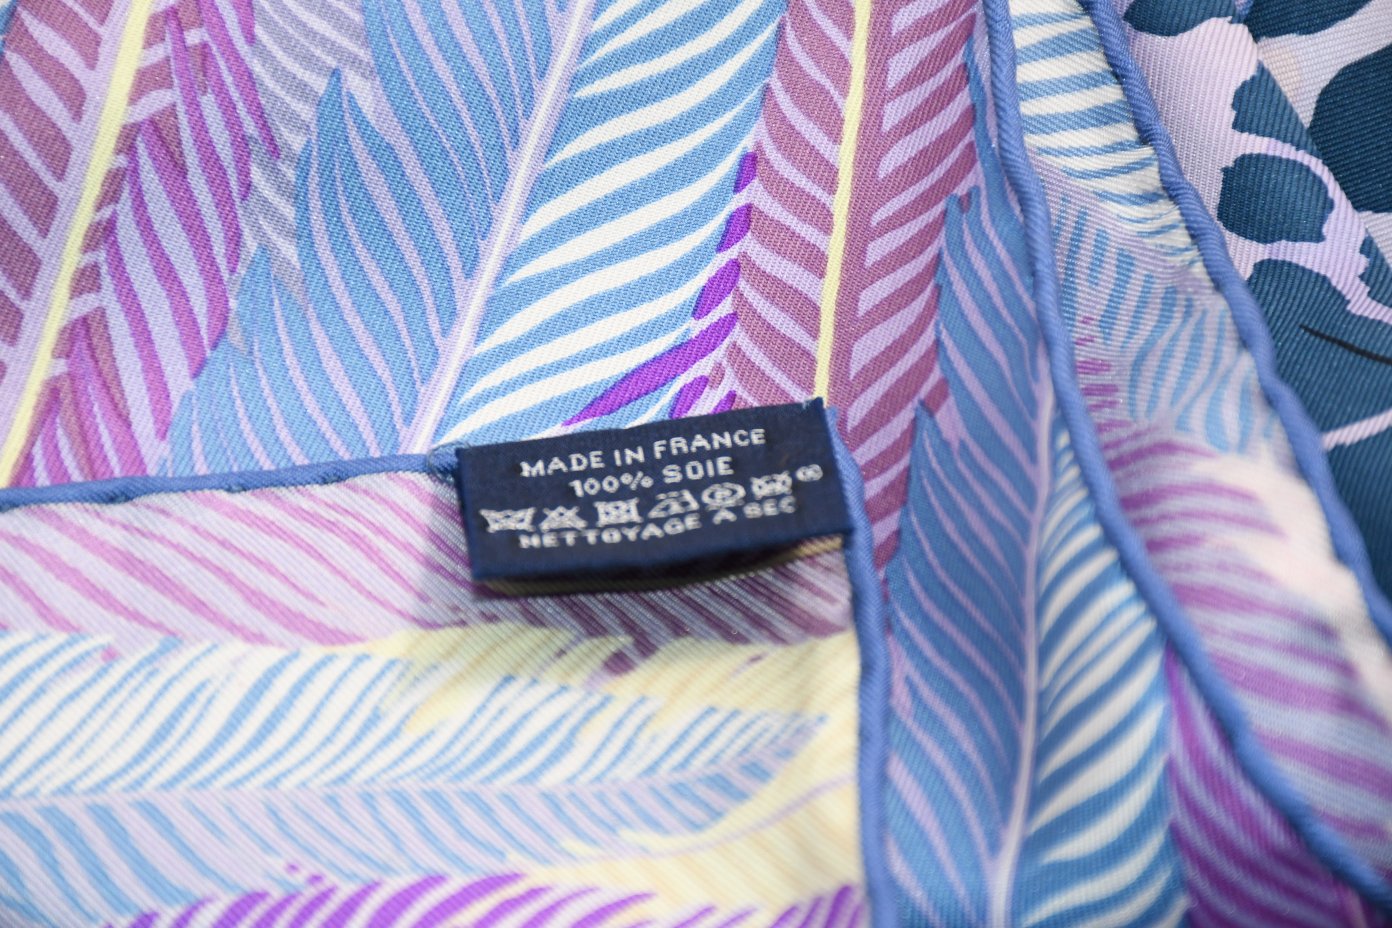 MADE IN FRANCE
100% SOIE
NETTOYAGE À SEC